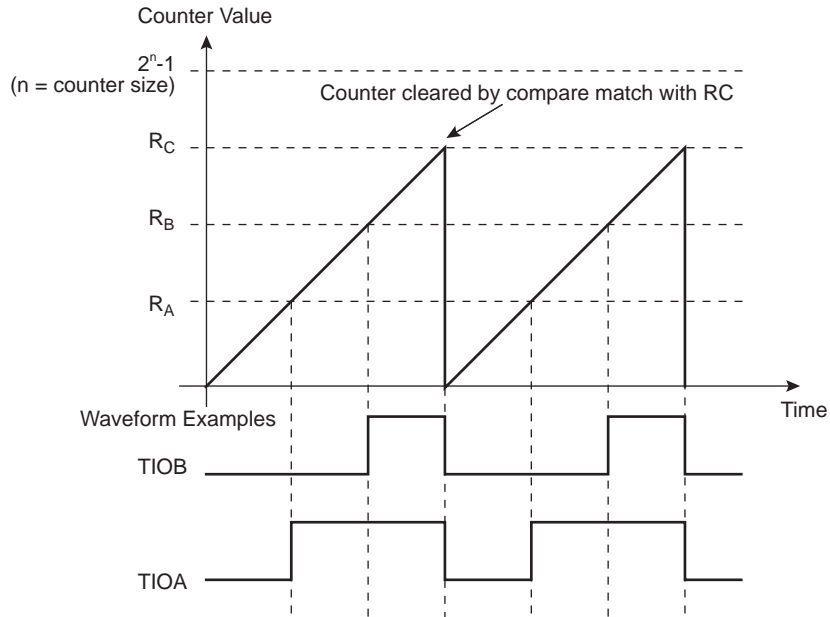 Counter Value
2ⁿ-1
(n = counter size)
Counter cleared by compare match with RC
R_C
R_B
R_A
Time
Waveform Examples
TIOB
TIOA